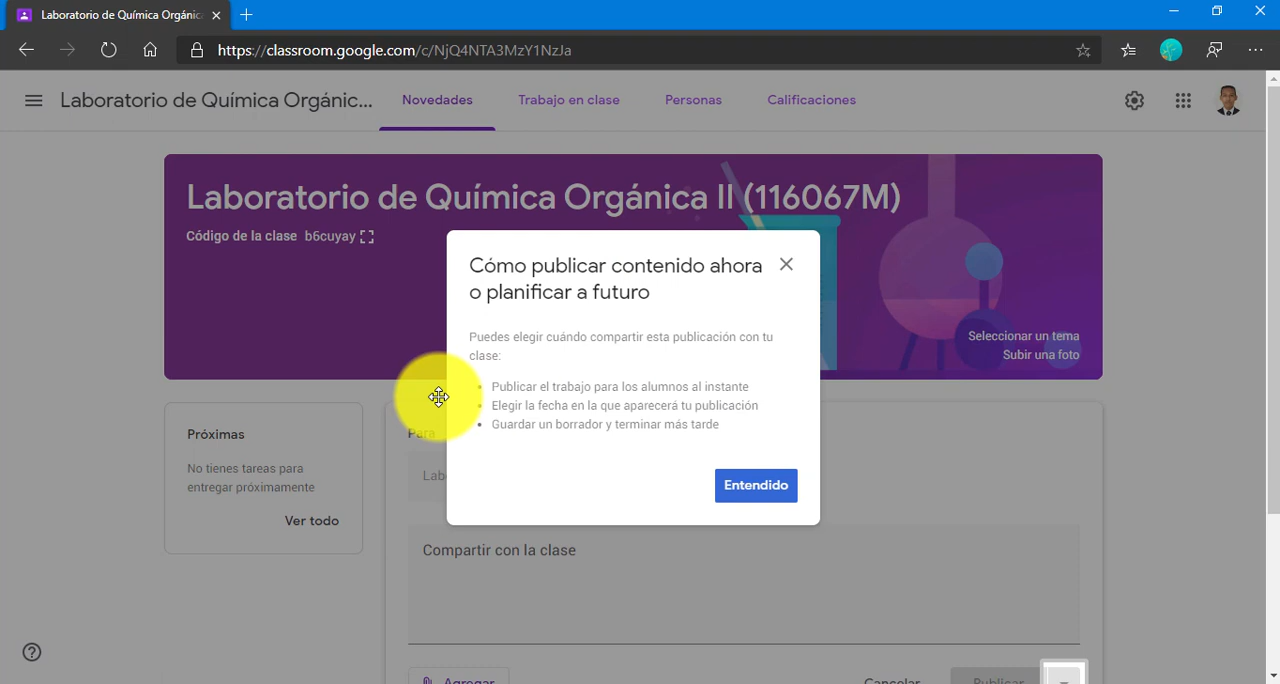 Laboratorio de Química Orgánica
https://classroom.google.com/c/NjQ4NTA3MzY1NzJa
Laboratorio de Química Orgánic...
Novedades
Trabajo en clase
Personas
Calificaciones
Laboratorio de Química Orgánica II (116067M)
Código de la clase b6cuyay
Seleccionar un tema
Subir una foto
Cómo publicar contenido ahora
o planificar a futuro
Puedes elegir cuándo compartir esta publicación con tu
clase:
• Publicar el trabajo para los alumnos al instante
• Elegir la fecha en la que aparecerá tu publicación
• Guardar un borrador y terminar más tarde
Entendido
Próximas
No tienes tareas para
entregar próximamente
Ver todo
Para
Lab
Compartir con la clase
Agregar
Cancelar
Publicar